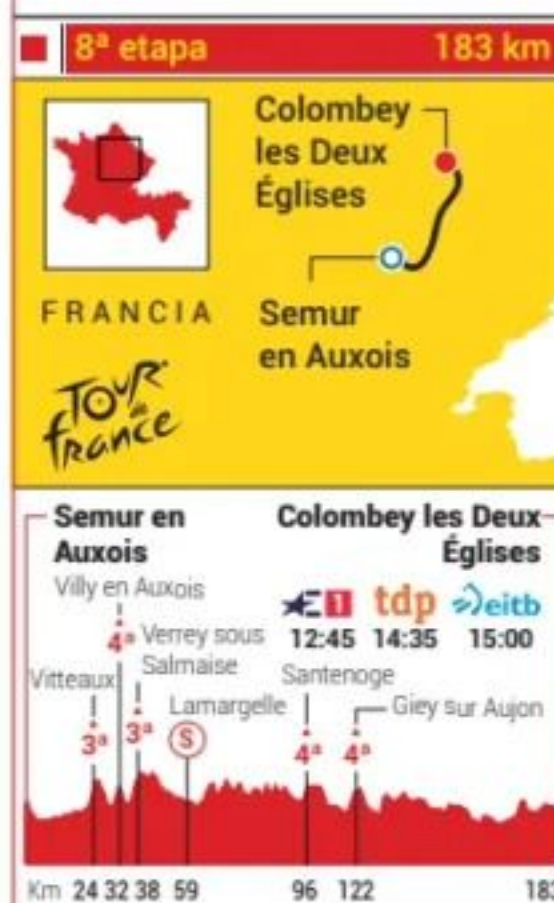 8ª etapa 183 km
Colombey
les Deux
Églises
FRANCIA
Semur
en Auxois
TOUR
de
france
Semur en
Auxois
Colombey les Deux
Églises
Villy en Auxois
E1 tdp eitb
12:45 14:35 15:00
4ª Verrey sous
Salmaise
Vitteaux
Santenoge
Lamargelle
Giey sur Aujon
3ª 3ª S 4ª 4ª
Km 24 32 38 59 96 122 183